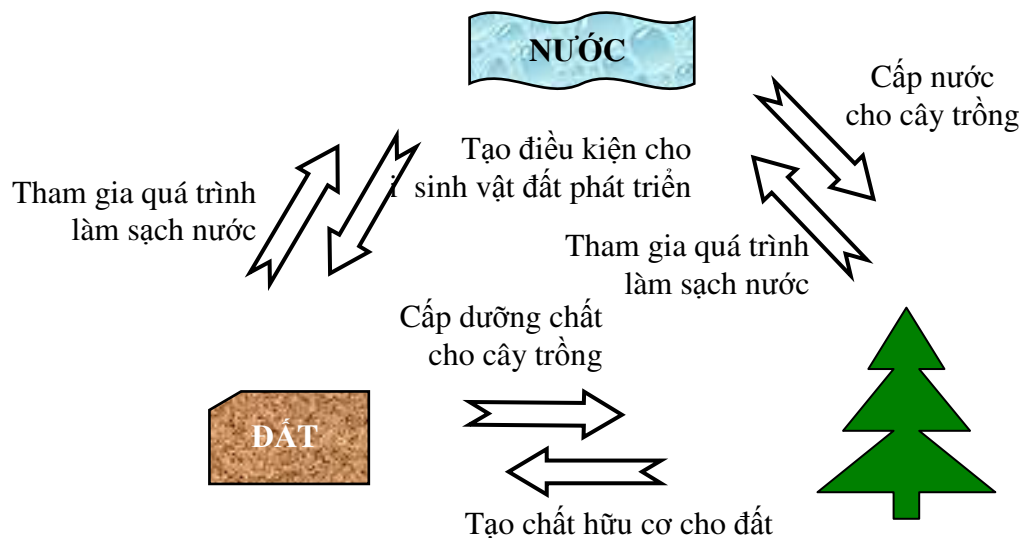 NƯỚC
Cấp nước
cho cây trồng
Tạo điều kiện cho
i sinh vật đất phát triển
Tham gia quá trình
làm sạch nước
Tham gia quá trình
làm sạch nước
Cấp dưỡng chất
cho cây trồng
ĐẤT
Tạo chất hữu cơ cho đất